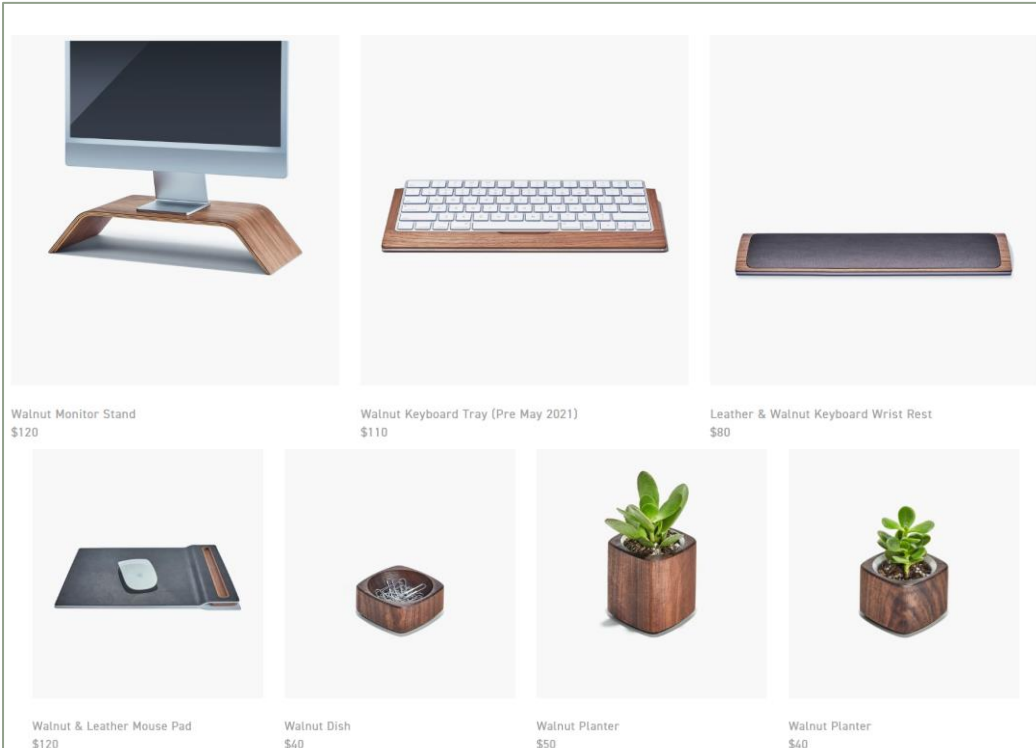 Walnut Monitor Stand
$120
Walnut Keyboard Tray (Pre May 2021)
$110
Leather & Walnut Keyboard Wrist Rest
$80
Walnut & Leather Mouse Pad
$120
Walnut Dish
$40
Walnut Planter
$50
Walnut Planter
$40